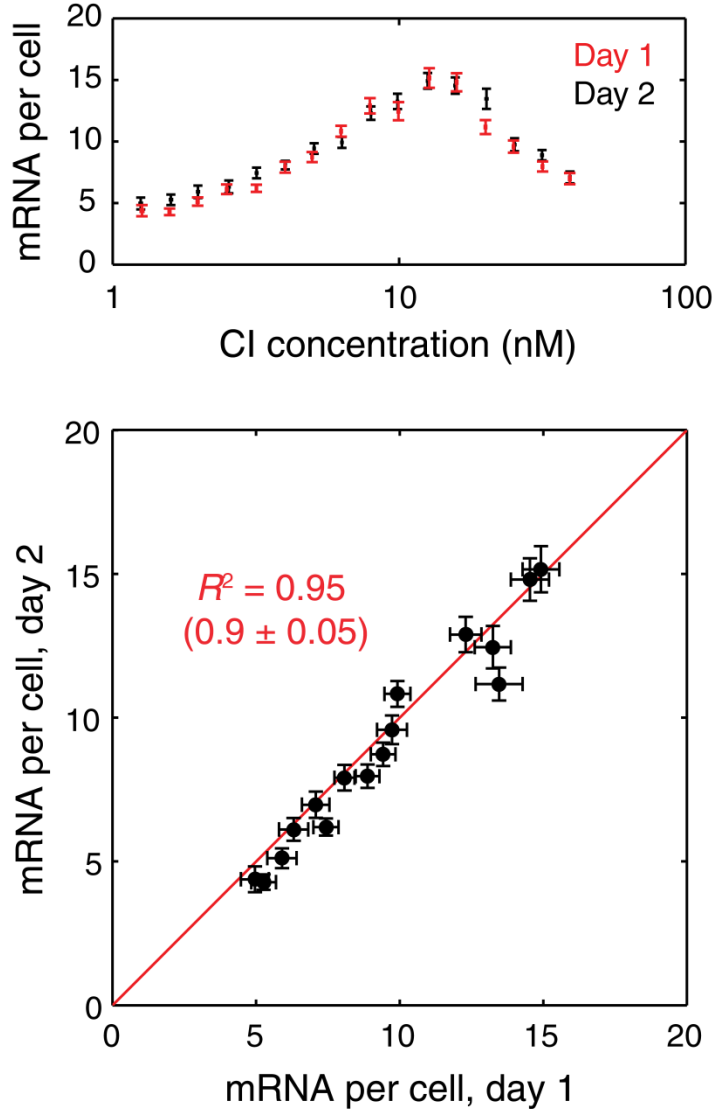 20
15
10
5
0
mRNA per cell
Day 1
Day 2
1 10 100
CI concentration (nM)
20
15
10
5
0
mRNA per cell, day 2
R² = 0.95
(0.9 ± 0.05)
0 5 10 15 20
mRNA per cell, day 1